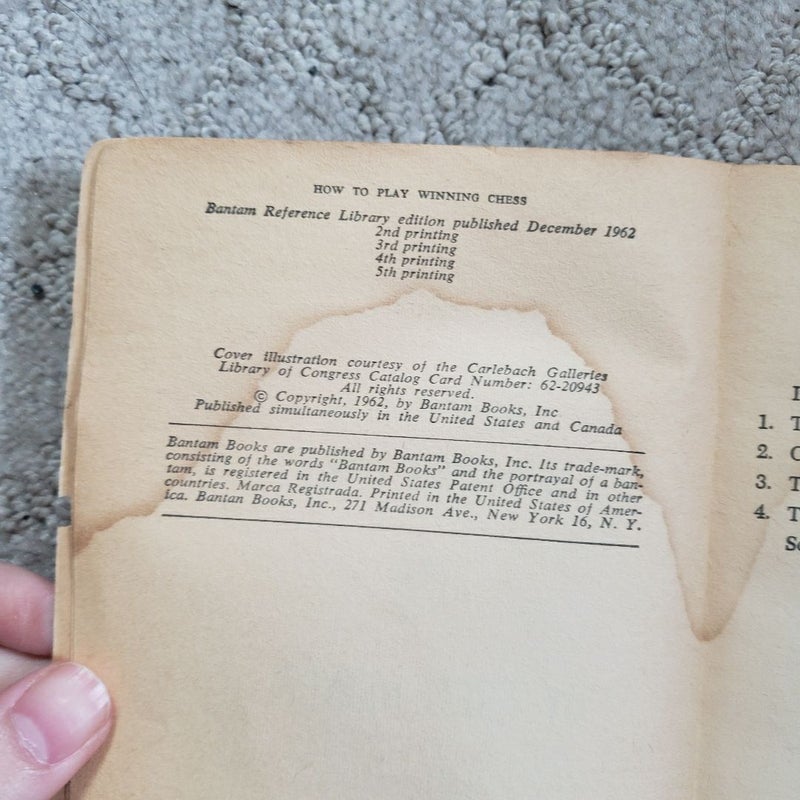 HOW TO PLAY WINNING CHESS
Bantam Reference Library edition published December 1962
2nd printing
3rd printing
4th printing
5th printing
Cover illustration courtesy of the Carlebach Galleries
Library of Congress Catalog Card Number: 62-20943
All rights reserved.
© Copyright, 1962, by Bantam Books, Inc
Published simultaneously in the United States and Canada
Bantam Books are published by Bantam Books, Inc. Its trade-mark,
consisting of the words "Bantam Books" and the portrayal of a ban-
tam, is registered in the United States Patent Office and in other
countries. Marca Registrada. Printed in the United States of Amer-
ica. Bantan Books, Inc., 271 Madison Ave., New York 16, N. Y.
1. T
2.
3. T
4. T